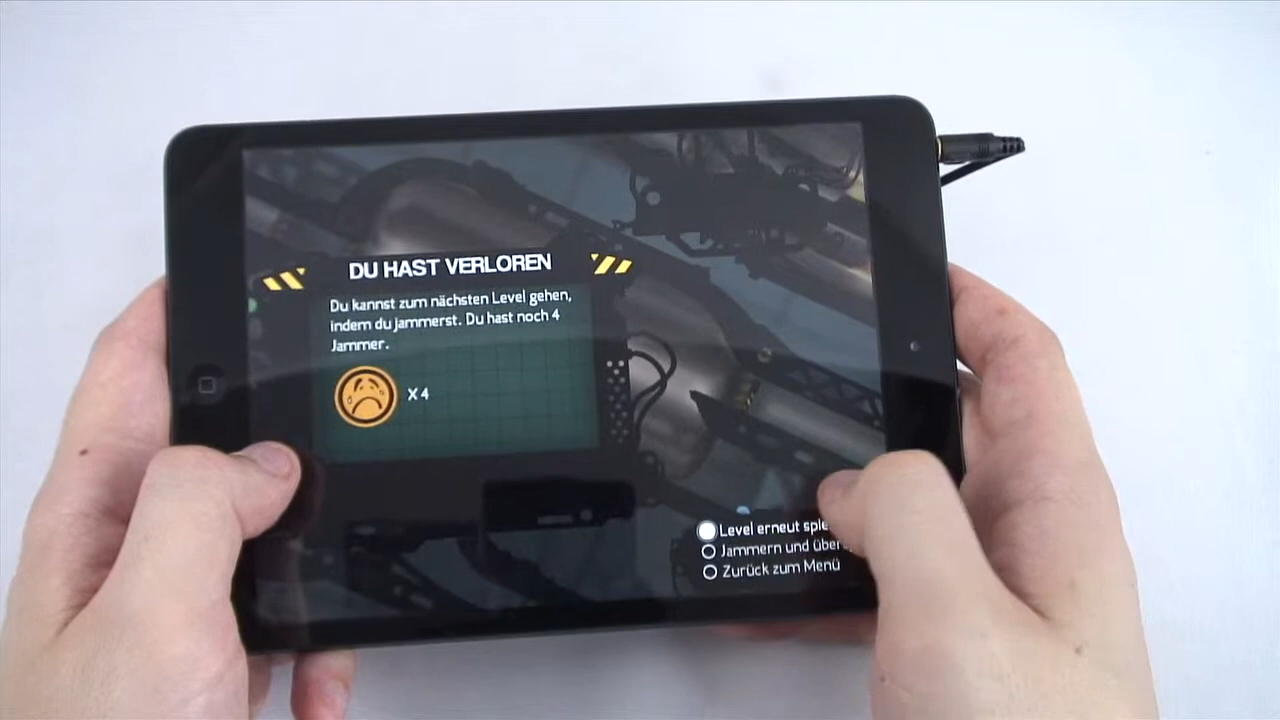 DU HAST VERLOREN
Du kannst zum nächsten Level gehen,
indem du jammerst. Du hast noch 4
Jammer.
X 4
Level erneut
Jammern und
Zurück zum Menü